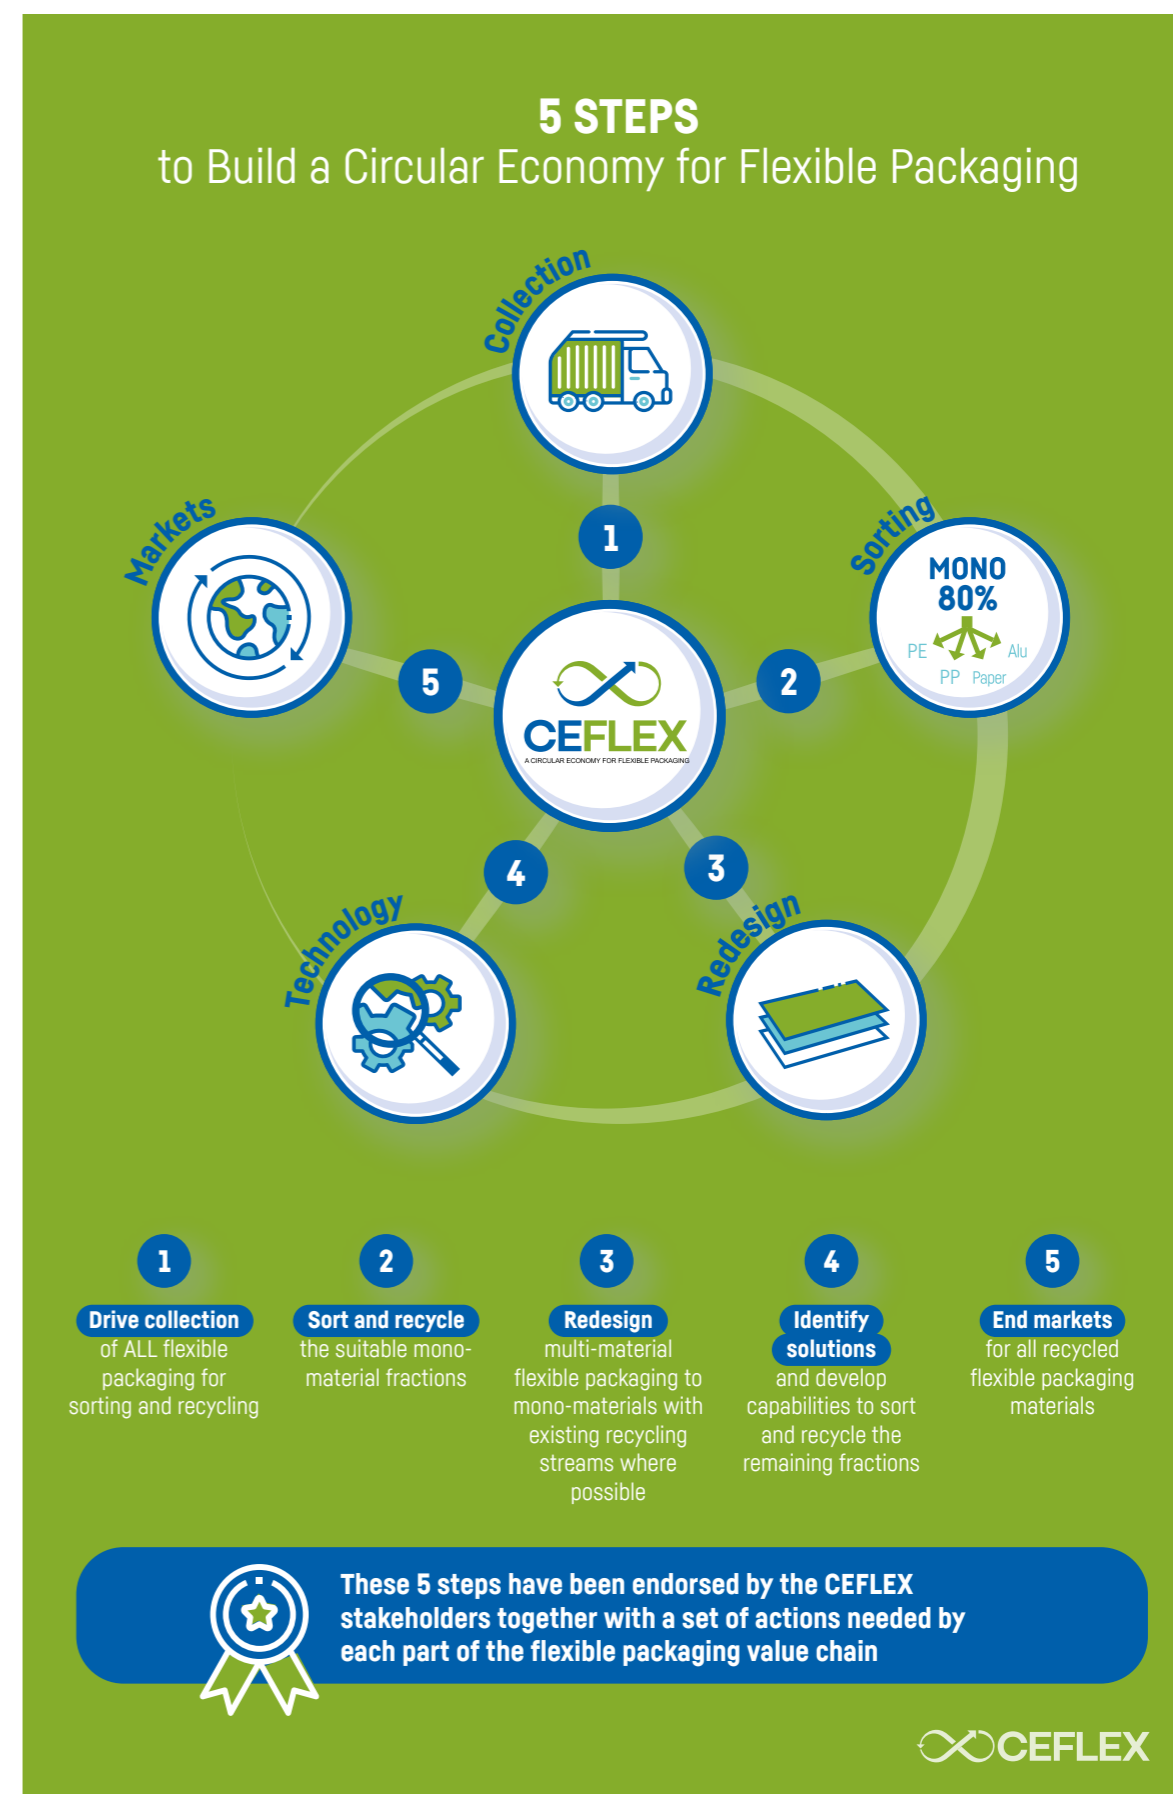 5 STEPS
to Build a Circular Economy for Flexible Packaging
Collection
Markets
Sorting
MONO
80%
PE
Alu
PP
Paper
1
5
2
CEFLEX
A CIRCULAR ECONOMY FOR FLEXIBLE PACKAGING
4
3
Technology
Redesign
1
Drive collection
of ALL flexible
packaging for
sorting and recycling
2
Sort and recycle
the suitable mono-
material fractions
3
Redesign
multi-material
flexible packaging to
mono-materials with
existing recycling
streams where
possible
4
Identify
solutions
and develop
capabilities to sort
and recycle the
remaining fractions
5
End markets
for all recycled
flexible packaging
materials
These 5 steps have been endorsed by the CEFLEX
stakeholders together with a set of actions needed by
each part of the flexible packaging value chain
CEFLEX